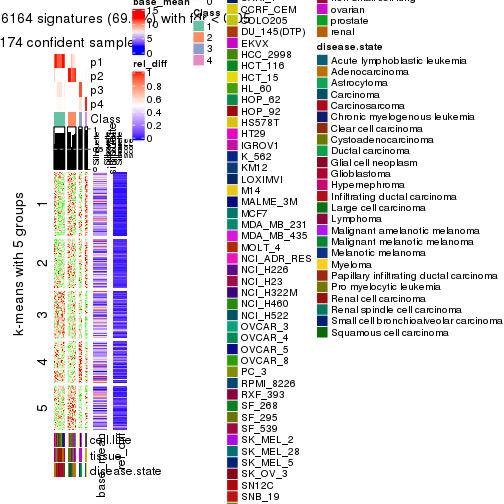 6164 signatures (69.
%) with fdr < 0.05
174 confident samples
p1
p2
p3
p4
Class
1
2
3
4
5
k-means with 5 groups
cell.line
tissue
disease.state
base_mean
rel_diff
base_mean
15
10
5
0
rel_diff
1
0.8
0.6
0.4
0.2
0
0
Class
1
2
3
4
CCRF_CEM
COLO205
DU_145(DTP)
EKVX
HCC_2998
HCT_116
HCT_15
HL_60
HOP_62
HOP_92
HS578T
HT29
IGROV1
K_562
KM12
LOXIMVI
M14
MALME_3M
MCF7
MDA_MB_231
MDA_MB_435
MOLT_4
NCI_ADR_RES
NCI_H226
NCI_H23
NCI_H322M
NCI_H460
NCI_H522
OVCAR_3
OVCAR_4
OVCAR_5
OVCAR_8
PC_3
RPMI_8226
RXF_393
SF_268
SF_295
SF_539
SK_MEL_2
SK_MEL_28
SK_MEL_5
SK_OV_3
SN12C
SNB_19
ovarian
prostate
renal
disease.state
Acute lymphoblastic leukemia
Adenocarcinoma
Astrocytoma
Carcinoma
Carcinosarcoma
Chronic myelogenous leukemia
Clear cell carcinoma
Cystoadenocarcinoma
Ductal carcinoma
Glial cell neoplasm
Glioblastoma
Hypernephroma
Infiltrating ductal carcinoma
Large cell carcinoma
Lymphoma
Malignant amelanotic melanoma
Malignant melanotic melanoma
Melanotic melanoma
Myeloma
Papillary infiltrating ductal carcinoma
Pro myelocytic leukemia
Renal cell carcinoma
Renal spindle cell carcinoma
Small cell bronchioalveolar carcinoma
Squamous cell carcinoma